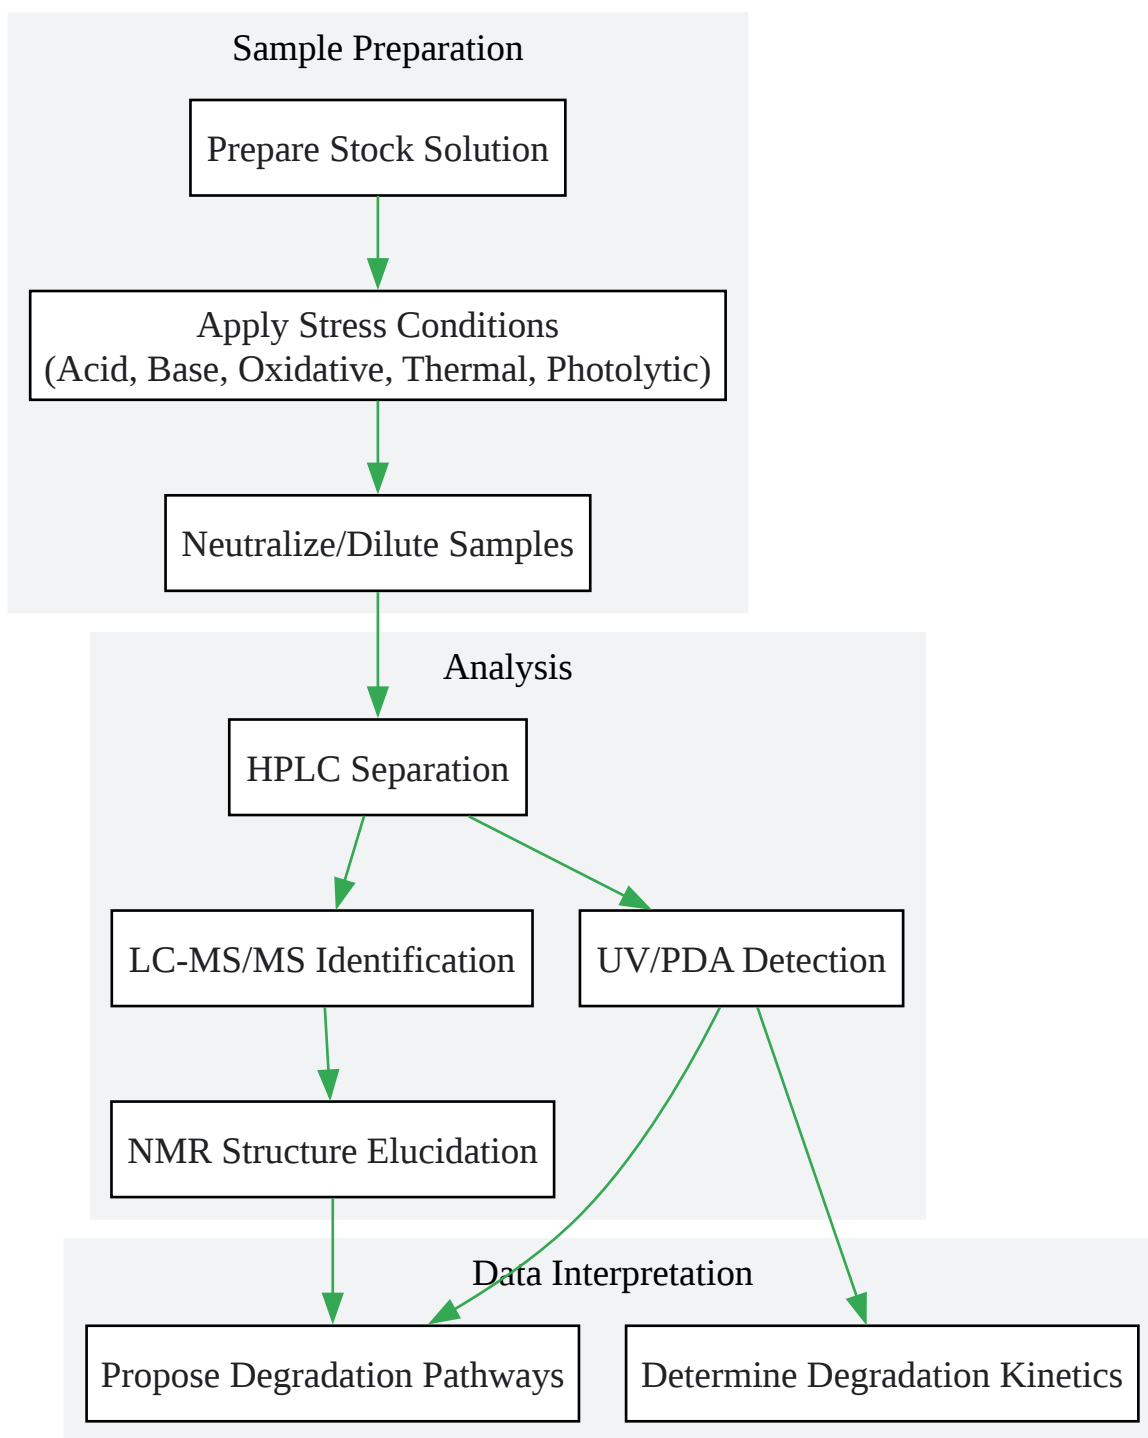 Sample Preparation
Prepare Stock Solution
Apply Stress Conditions
(Acid, Base, Oxidative, Thermal, Photolytic)
Neutralize/Dilute Samples
Analysis
HPLC Separation
LC-MS/MS Identification
UV/PDA Detection
NMR Structure Elucidation
Data Interpretation
Propose Degradation Pathways
Determine Degradation Kinetics